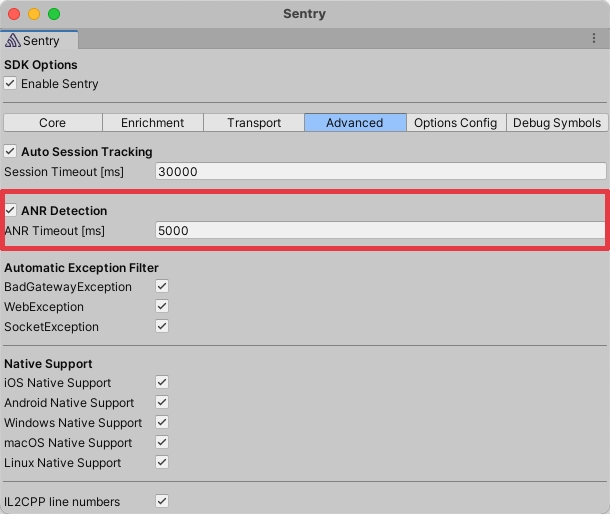 Sentry
Sentry
SDK Options
Enable Sentry
Core Enrichment Transport Advanced Options Config Debug Symbols
Auto Session Tracking
Session Timeout [ms] 30000
ANR Detection
ANR Timeout [ms] 5000
Automatic Exception Filter
BadGatewayException
WebException
SocketException
Native Support
iOS Native Support
Android Native Support
Windows Native Support
macOS Native Support
Linux Native Support
IL2CPP line numbers